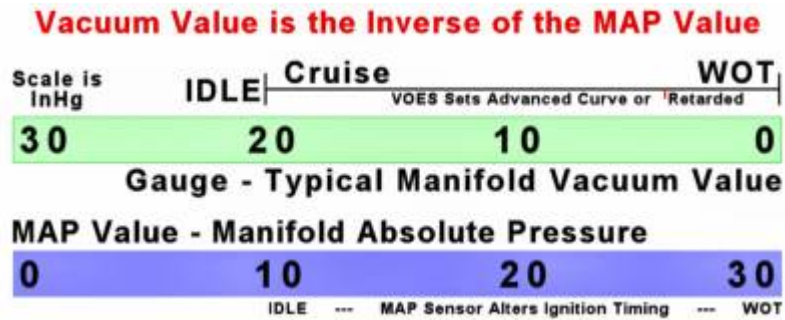 Vacuum Value is the Inverse of the MAP Value
Scale is
InHg
IDLE
Cruise
WOT
VOES Sets Advanced Curve or Retarded
30 20 10 0
Gauge - Typical Manifold Vacuum Value
MAP Value - Manifold Absolute Pressure
0 10 20 30
IDLE --- MAP Sensor Alters Ignition Timing --- WOT